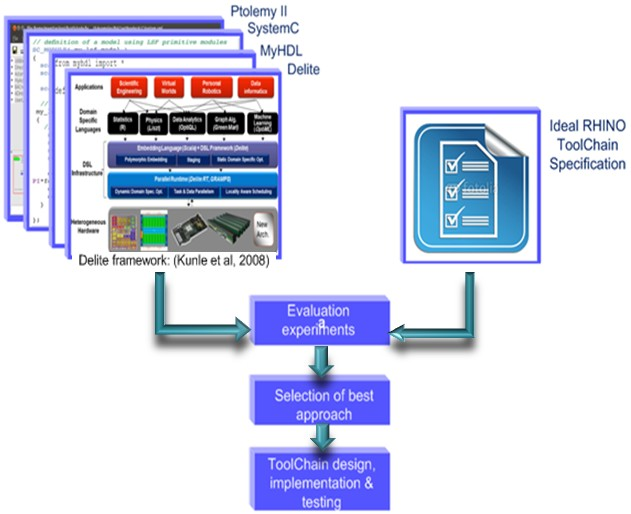 Ptolemy II
SystemC
MyHDL
Delite
// definition of a model using LSF primitive modules
from myhdl import *
Applications
Scientific Engineering
Virtual Worlds
Personal Robotics
Data informatics
Domain Specific Languages
Statistics (R)
Physics (Liszt)
Data Analytics (OptiQL)
Graph Alg. (Green Marl)
Machine Learning (OptiML)
DSL Infrastructure
Embedding Language (Scala) + DSL Framework (Delite)
Polymorphic Embedding
Staging
Static Domain Specific Opt.
Parallel Runtime (Delite RT, GRAMPS)
Dynamic Domain Spec. Opt.
Task & Data Parallelism
Locality Aware Scheduling
Heterogeneous Hardware
New Arch.
Delite framework: (Kunle et al, 2008)
Ideal RHINO
ToolChain
Specification
Evaluation
experiments
a
Selection of best
approach
ToolChain design,
implementation &
testing